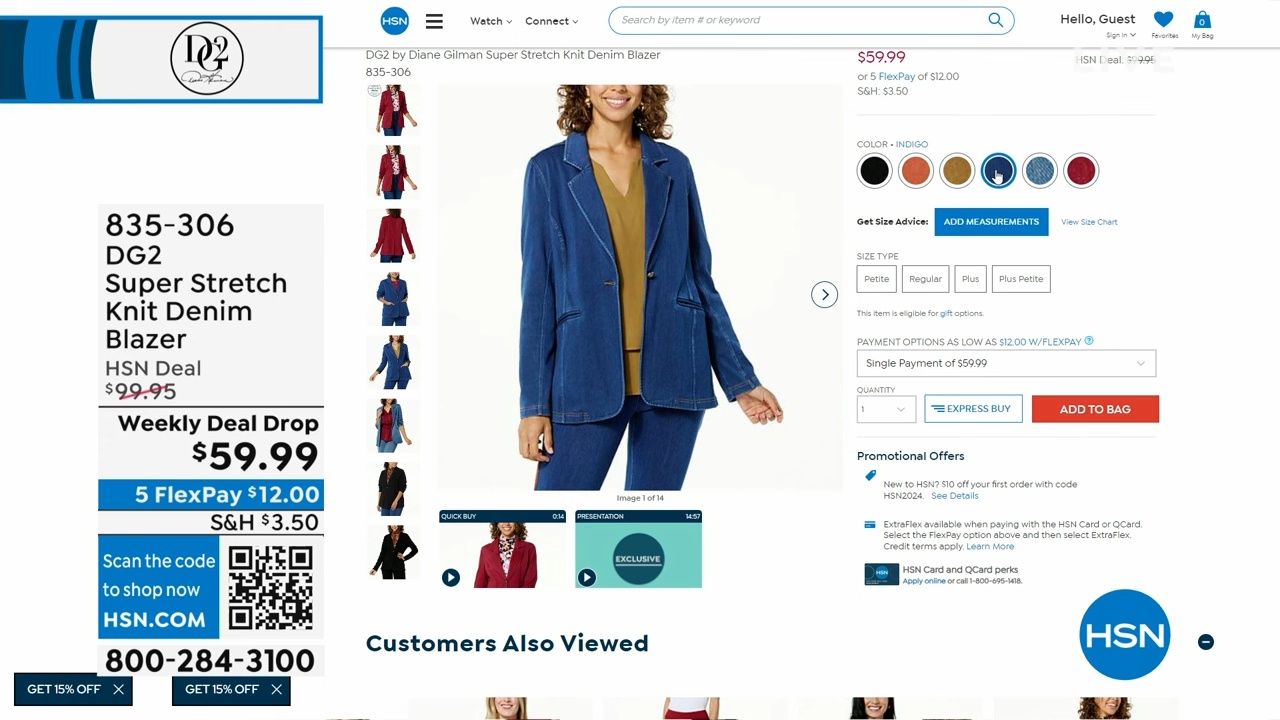 DG2
HSN
Watch
Connect
Search by item # or keyword
Hello, Guest
Sign In
Favorites
0
My Bag
DG2 by Diane Gilman Super Stretch Knit Denim Blazer
835-306
$59.99
HSN Deal: $99.95
LIVE
or 5 FlexPay of $12.00
S&H: $3.50
COLOR • INDIGO
Get Size Advice: ADD MEASUREMENTS View Size Chart
SIZE TYPE
Petite Regular Plus Plus Petite
This item is eligible for gift options.
PAYMENT OPTIONS AS LOW AS $12.00 W/FLEXPAY
Single Payment of $59.99
QUANTITY
1
EXPRESS BUY
ADD TO BAG
Image 1 of 14
QUICK BUY 0:14
PRESENTATION 14:57
EXCLUSIVE
Promotional Offers
New to HSN? $10 off your first order with code
HSN2024. See Details
ExtraFlex available when paying with the HSN Card or QCard.
Select the FlexPay option above and then select ExtraFlex.
Credit terms apply. Learn More
HSN
HSN Card and QCard perks
Apply online or call 1-800-695-1418.
Customers Also Viewed
HSN
835-306
DG2
Super Stretch
Knit Denim
Blazer
HSN Deal
$99.95
Weekly Deal Drop
$59.99
5 FlexPay $12.00
S&H $3.50
Scan the code
to shop now
HSN.COM
800-284-3100
GET 15% OFF
GET 15% OFF